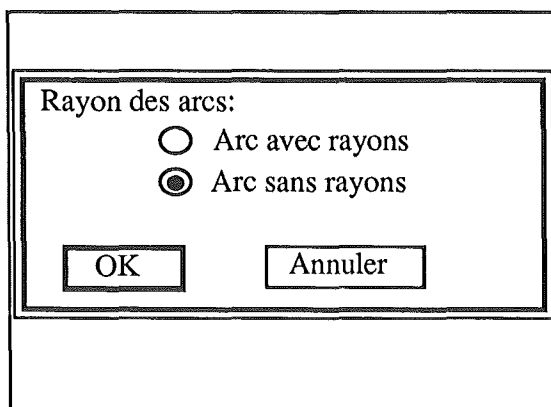 Rayon des arcs:
Arc avec rayons
Arc sans rayons
OK Annuler